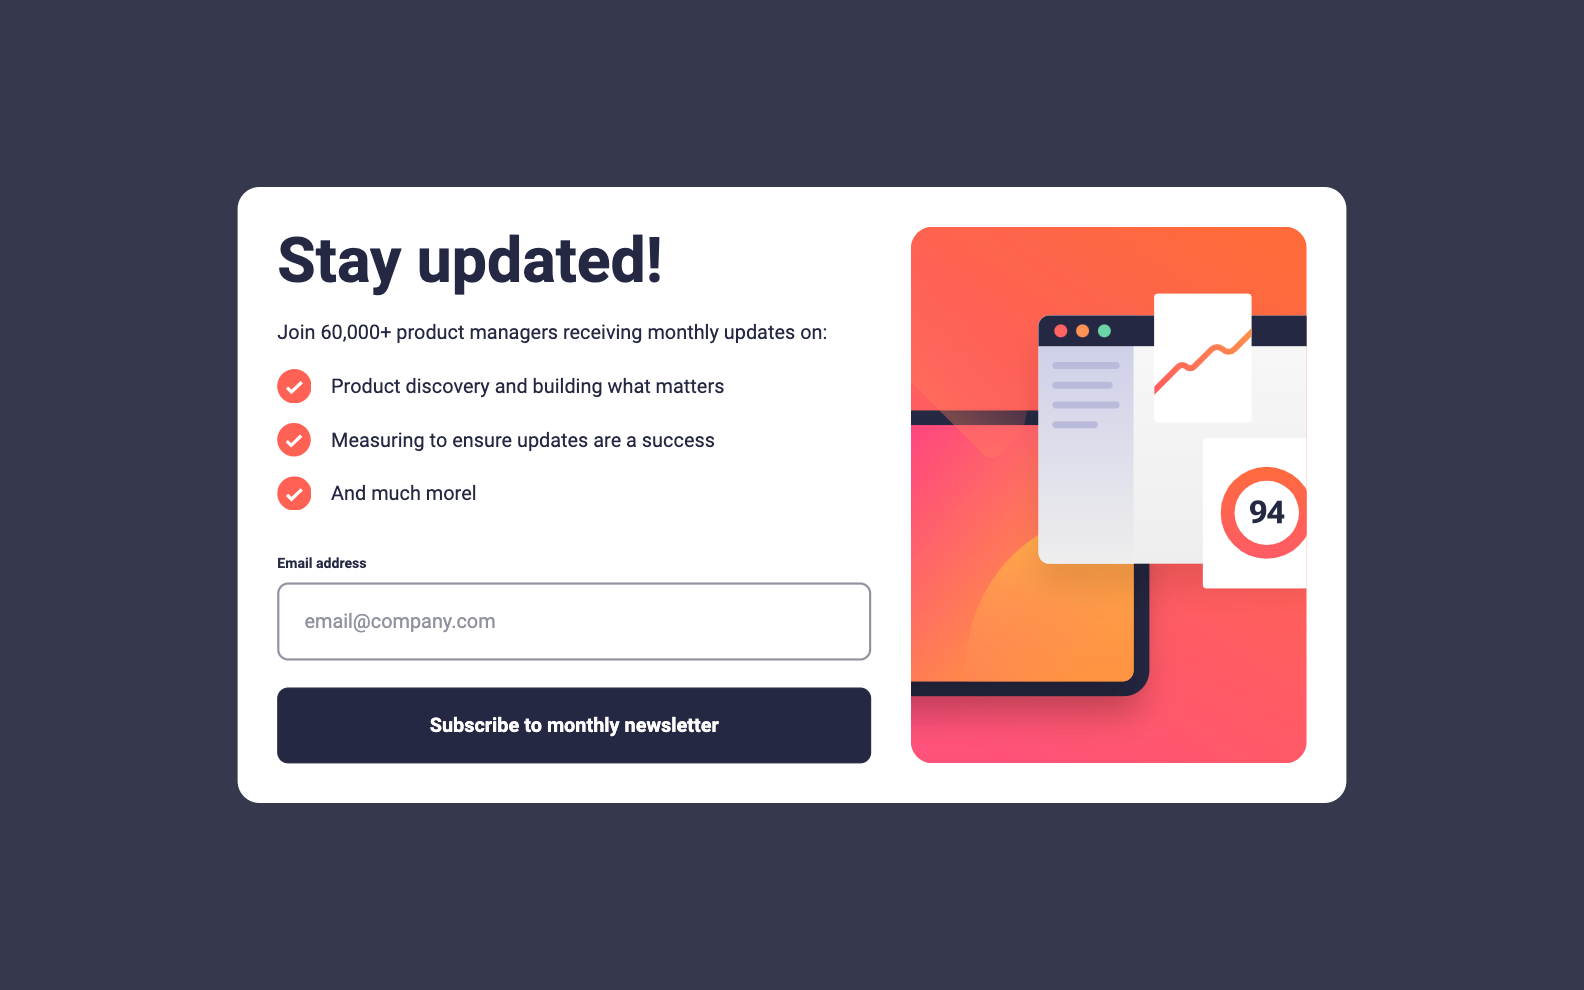 Stay updated!
Join 60,000+ product managers receiving monthly updates on:
Product discovery and building what matters
Measuring to ensure updates are a success
And much morel
Email address
email@company.com
Subscribe to monthly newsletter
94